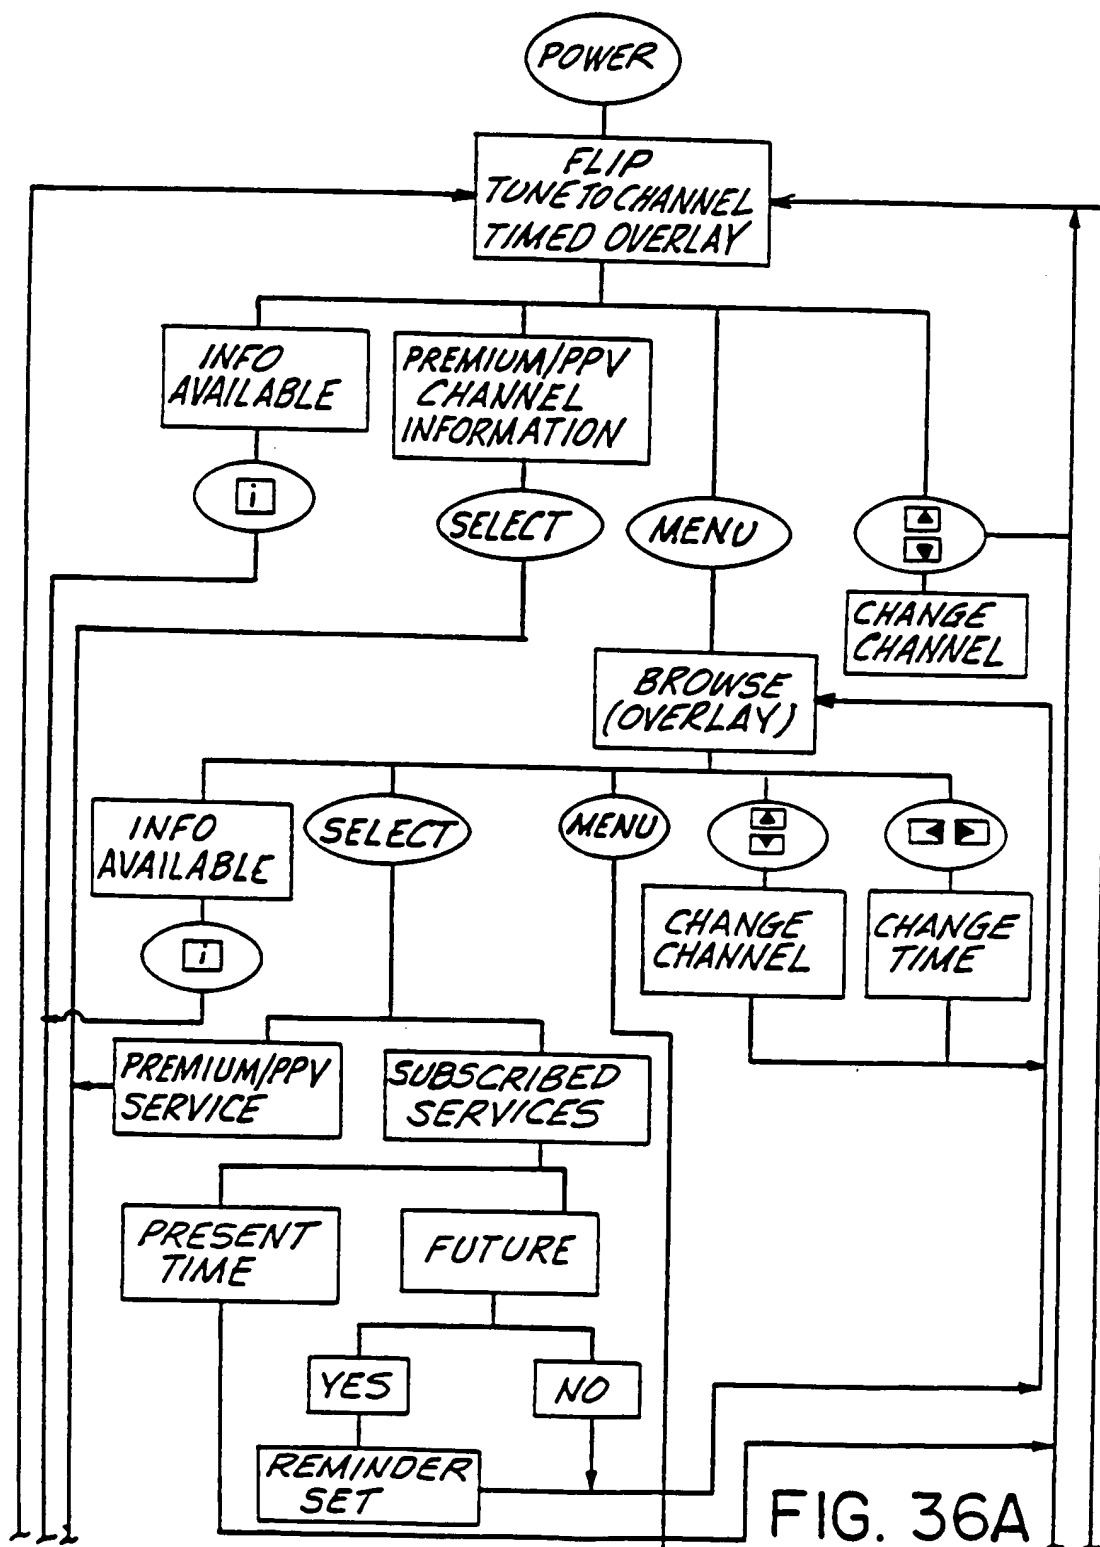 POWER
FLIP
TUNE TO CHANNEL
TIMED OVERLAY
INFO
AVAILABLE
PREMIUM/PPV
CHANNEL
INFORMATION
i
SELECT
MENU
CHANGE
CHANNEL
BROWSE
(OVERLAY)
INFO
AVAILABLE
SELECT
MENU
i
CHANGE
CHANNEL
CHANGE
TIME
PREMIUM/PPV
SERVICE
SUBSCRIBED
SERVICES
PRESENT
TIME
FUTURE
YES
NO
REMINDER
SET
FIG. 36A